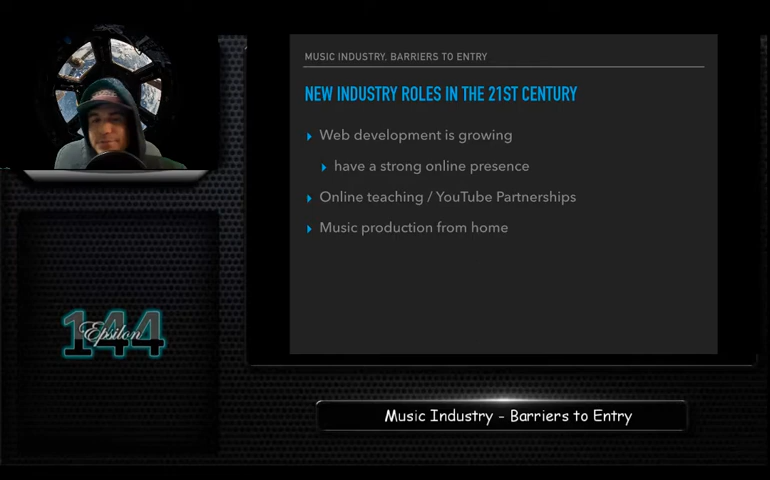 MUSIC INDUSTRY, BARRIERS TO ENTRY
NEW INDUSTRY ROLES IN THE 21ST CENTURY
Web development is growing
have a strong online presence
Online teaching / YouTube Partnerships
Music production from home
144
Epsilon
Music Industry - Barriers to Entry